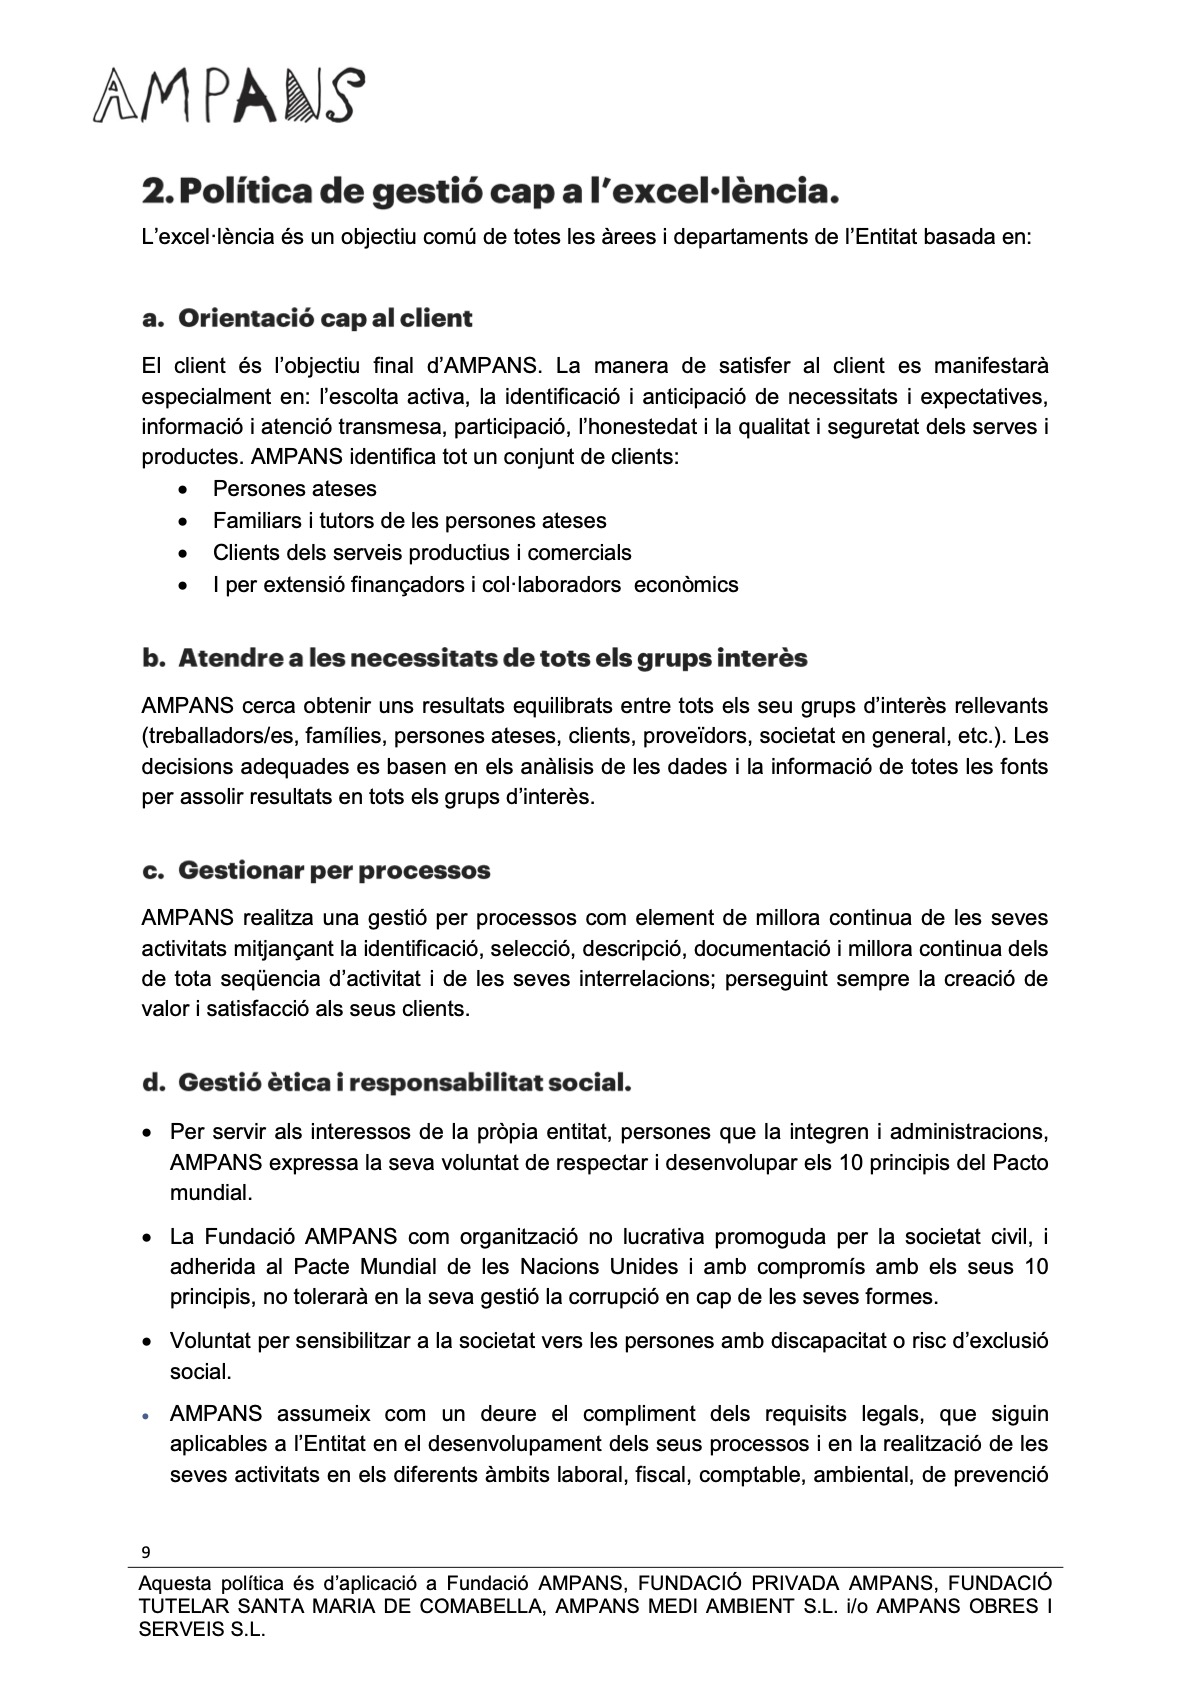 AMPANS
2. Política de gestió cap a l’excel·lència.
L’excel·lència és un objectiu comú de totes les àrees i departaments de l’Entitat basada en:
a. Orientació cap al client
El client és l’objectiu final d’AMPANS. La manera de satisfer al client es manifestarà
especialment en: l’escolta activa, la identificació i anticipació de necessitats i expectatives,
informació i atenció transmesa, participació, l’honestedat i la qualitat i seguretat dels serves i
productes. AMPANS identifica tot un conjunt de clients:
• Persones ateses
• Familiars i tutors de les persones ateses
• Clients dels serveis productius i comercials
• I per extensió finançadors i col·laboradors  econòmics
b. Atendre a les necessitats de tots els grups interès
AMPANS cerca obtenir uns resultats equilibrats entre tots els seu grups d’interès rellevants
(treballadors/es, famílies, persones ateses, clients, proveïdors, societat en general, etc.). Les
decisions adequades es basen en els anàlisis de les dades i la informació de totes les fonts
per assolir resultats en tots els grups d’interès.
c. Gestionar per processos
AMPANS realitza una gestió per processos com element de millora continua de les seves
activitats mitjançant la identificació, selecció, descripció, documentació i millora continua dels
de tota seqüencia d’activitat i de les seves interrelacions; perseguint sempre la creació de
valor i satisfacció als seus clients.
d. Gestió ètica i responsabilitat social.
• Per servir als interessos de la pròpia entitat, persones que la integren i administracions,
AMPANS expressa la seva voluntat de respectar i desenvolupar els 10 principis del Pacto
mundial.
• La Fundació AMPANS com organització no lucrativa promoguda per la societat civil, i
adherida al Pacte Mundial de les Nacions Unides i amb compromís amb els seus 10
principis, no tolerarà en la seva gestió la corrupció en cap de les seves formes.
• Voluntat per sensibilitzar a la societat vers les persones amb discapacitat o risc d’exclusió
social.
• AMPANS assumeix com un deure el compliment dels requisits legals, que siguin
aplicables a l’Entitat en el desenvolupament dels seus processos i en la realització de les
seves activitats en els diferents àmbits laboral, fiscal, comptable, ambiental, de prevenció
9
Aquesta política és d’aplicació a Fundació AMPANS, FUNDACIÓ PRIVADA AMPANS, FUNDACIÓ
TUTELAR SANTA MARIA DE COMABELLA, AMPANS MEDI AMBIENT S.L. i/o AMPANS OBRES I
SERVEIS S.L.